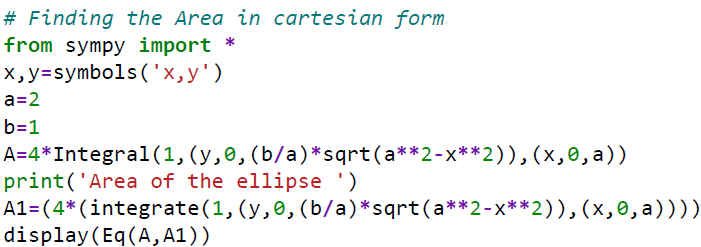 # Finding the Area in cartesian form
from sympy import *
x,y=symbols('x,y')
a=2
b=1
A=4*Integral(1,(y,0,(b/a)*sqrt(a**2-x**2)),(x,0,a))
print('Area of the ellipse ')
A1=(4*(integrate(1,(y,0,(b/a)*sqrt(a**2-x**2)),(x,0,a))))
display(Eq(A,A1))